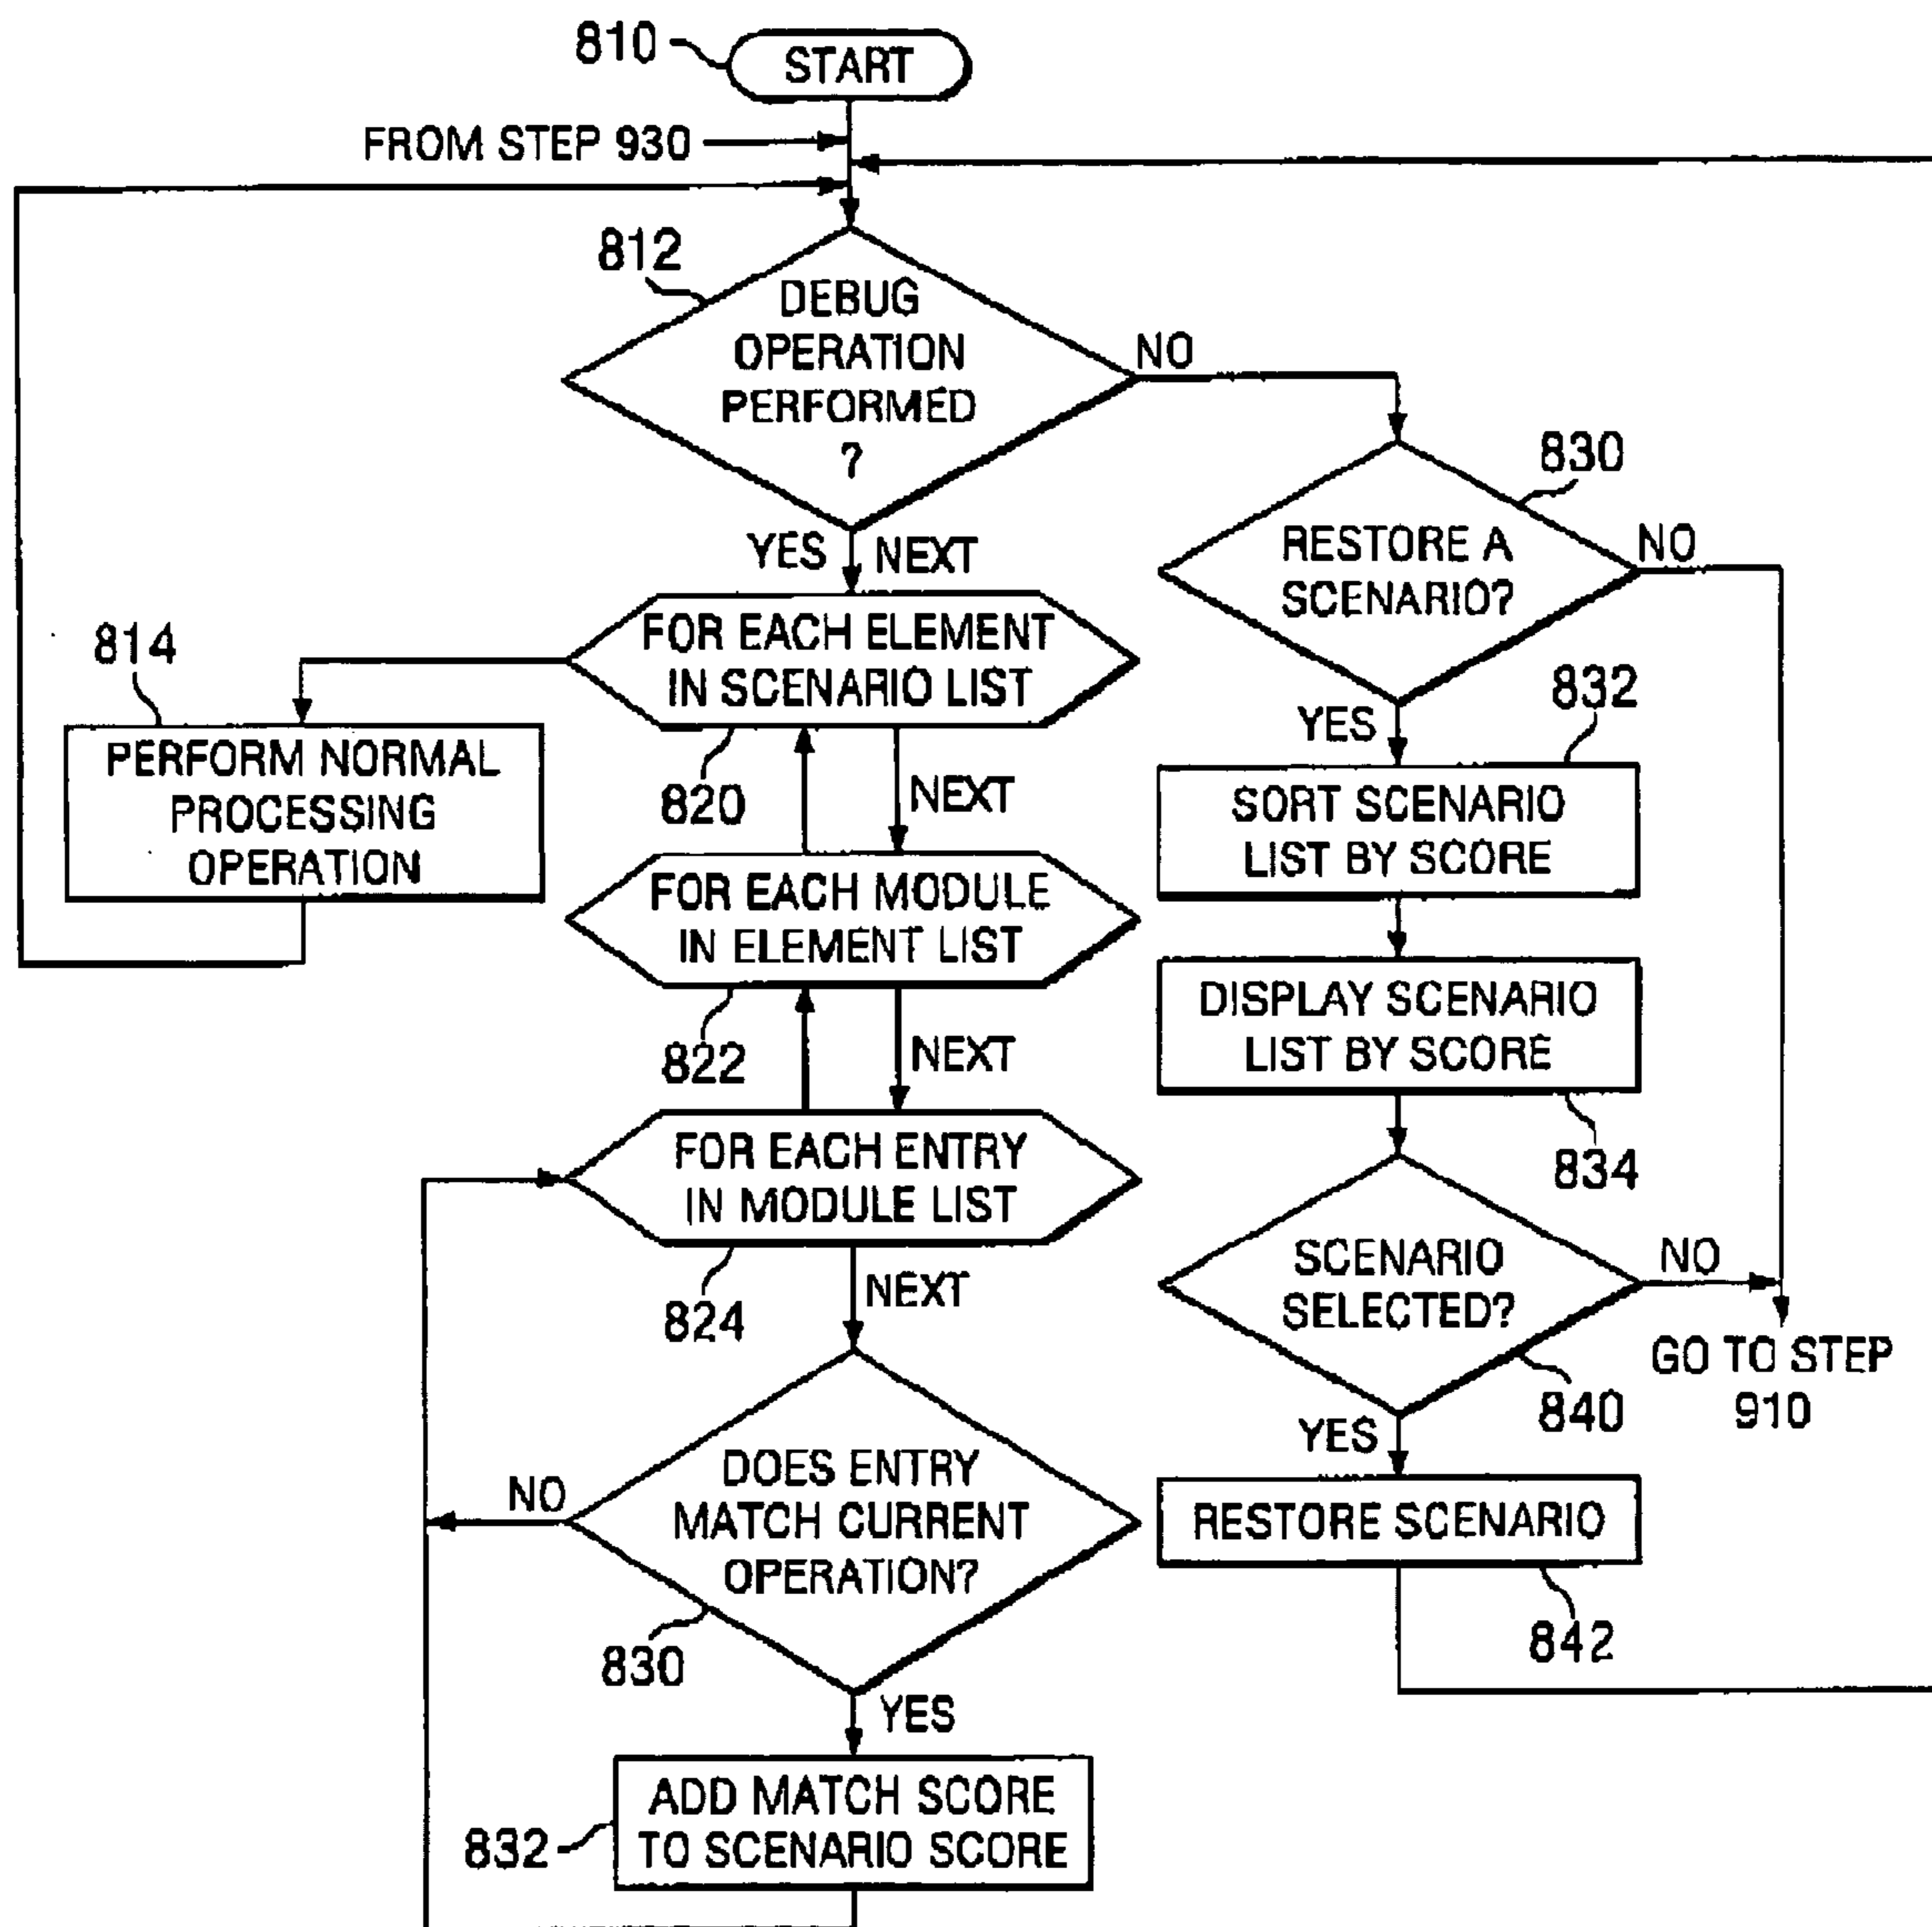 810
START
FROM STEP 930
812
DEBUG
OPERATION
PERFORMED
?
NO
YES
NEXT
830
RESTORE A
SCENARIO?
NO
YES
FOR EACH ELEMENT
IN SCENARIO LIST
820
NEXT
814
PERFORM NORMAL
PROCESSING
OPERATION
832
SORT SCENARIO
LIST BY SCORE
FOR EACH MODULE
IN ELEMENT LIST
822
NEXT
DISPLAY SCENARIO
LIST BY SCORE
834
FOR EACH ENTRY
IN MODULE LIST
824
NEXT
SCENARIO
SELECTED?
NO
840
GO TO STEP
910
YES
DOES ENTRY
MATCH CURRENT
OPERATION?
NO
830
YES
RESTORE SCENARIO
842
ADD MATCH SCORE
TO SCENARIO SCORE
832